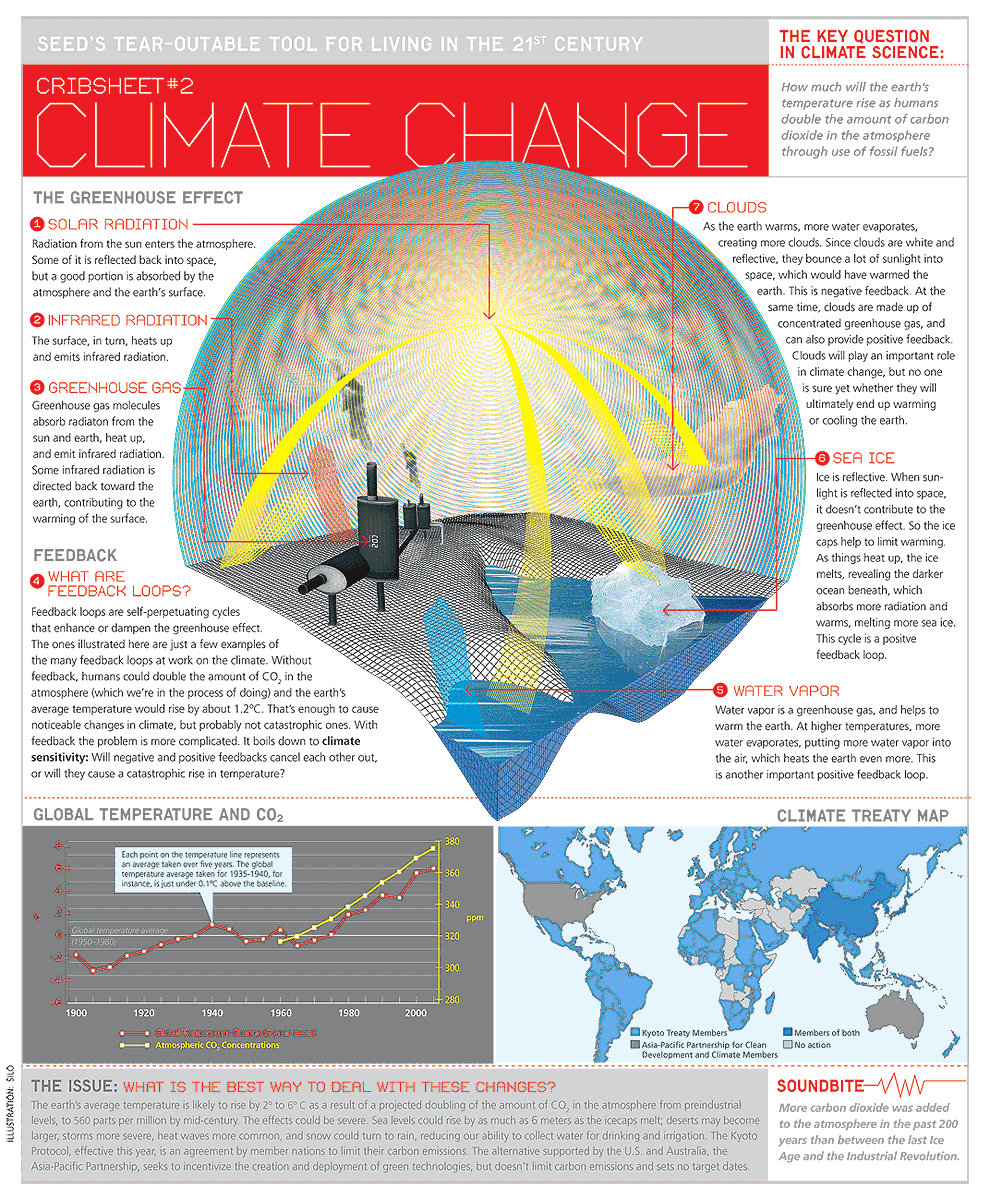 SEED'S TEAR-OUTABLE TOOL FOR LIVING IN THE 21ST CENTURY
THE KEY QUESTION
IN CLIMATE SCIENCE:
How much will the earth's
temperature rise as humans
double the amount of carbon
dioxide in the atmosphere
through use of fossil fuels?
CRIBSHEET #2
CLIMATE CHANGE
THE GREENHOUSE EFFECT
1 SOLAR RADIATION
Radiation from the sun enters the atmosphere.
Some of it is reflected back into space,
but a good portion is absorbed by the
atmosphere and the earth's surface.
2 INFRARED RADIATION
The surface, in turn, heats up
and emits infrared radiation.
3 GREENHOUSE GAS
Greenhouse gas molecules
absorb radiaton from the
sun and earth, heat up,
and emit infrared radiation.
Some infrared radiation is
directed back toward the
earth, contributing to the
warming of the surface.
FEEDBACK
4 WHAT ARE
FEEDBACK LOOPS?
Feedback loops are self-perpetuating cycles
that enhance or dampen the greenhouse effect.
The ones illustrated here are just a few examples of
the many feedback loops at work on the climate. Without
feedback, humans could double the amount of CO2 in the
atmosphere (which we're in the process of doing) and the earth's
average temperature would rise by about 1.2ºC. That's enough to cause
noticeable changes in climate, but probably not catastrophic ones. With
feedback the problem is more complicated. It boils down to climate
sensitivity: Will negative and positive feedbacks cancel each other out,
or will they cause a catastrophic rise in temperature?
7 CLOUDS
As the earth warms, more water evaporates,
creating more clouds. Since clouds are white and
reflective, they bounce a lot of sunlight into
space, which would have warmed the
earth. This is negative feedback. At the
same time, clouds are made up of
concentrated greenhouse gas, and
can also provide positive feedback.
Clouds will play an important role
in climate change, but no one
is sure yet whether they will
ultimately end up warming
or cooling the earth.
6 SEA ICE
Ice is reflective. When sun-
light is reflected into space,
it doesn't contribute to the
greenhouse effect. So the ice
caps help to limit warming.
As things heat up, the ice
melts, revealing the darker
ocean beneath, which
absorbs more radiation and
warms, melting more sea ice.
This cycle is a positve
feedback loop.
5 WATER VAPOR
Water vapor is a greenhouse gas, and helps to
warm the earth. At higher temperatures, more
water evaporates, putting more water vapor into
the air, which heats the earth even more. This
is another important positive feedback loop.
GLOBAL TEMPERATURE AND CO2
Each point on the temperature line represents
an average taken over five years. The global
temperature average taken for 1935-1940, for
instance, is just under 0.1ºC above the baseline.
Global temperature average
(1950–1980)
.8
.6
.4
.2
0
-.2
-.4
-.6
380
360
340
ppm
320
300
280
1900 1920 1940 1960 1980 2000
Atmospheric CO2 Concentrations
CLIMATE TREATY MAP
Kyoto Treaty Members
Asia-Pacific Partnership for Clean
Development and Climate Members
Members of both
No action
ILLUSTRATION: SILO
THE ISSUE: WHAT IS THE BEST WAY TO DEAL WITH THESE CHANGES?
The earth's average temperature is likely to rise by 2º to 6º C as a result of a projected doubling of the amount of CO2 in the atmosphere from preindustrial
levels, to 560 parts per million by mid-century. The effects could be severe. Sea levels could rise by as much as 6 meters as the icecaps melt; deserts may become
larger, storms more severe, heat waves more common, and snow could turn to rain, reducing our ability to collect water for drinking and irrigation. The Kyoto
Protocol, effective this year, is an agreement by member nations to limit their carbon emissions. The alternative supported by the U.S. and Australia, the
Asia-Pacific Partnership, seeks to incentivize the creation and deployment of green technologies, but doesn't limit carbon emissions and sets no target dates.
SOUNDBITE
More carbon dioxide was added
to the atmosphere in the past 200
years than between the last Ice
Age and the Industrial Revolution.